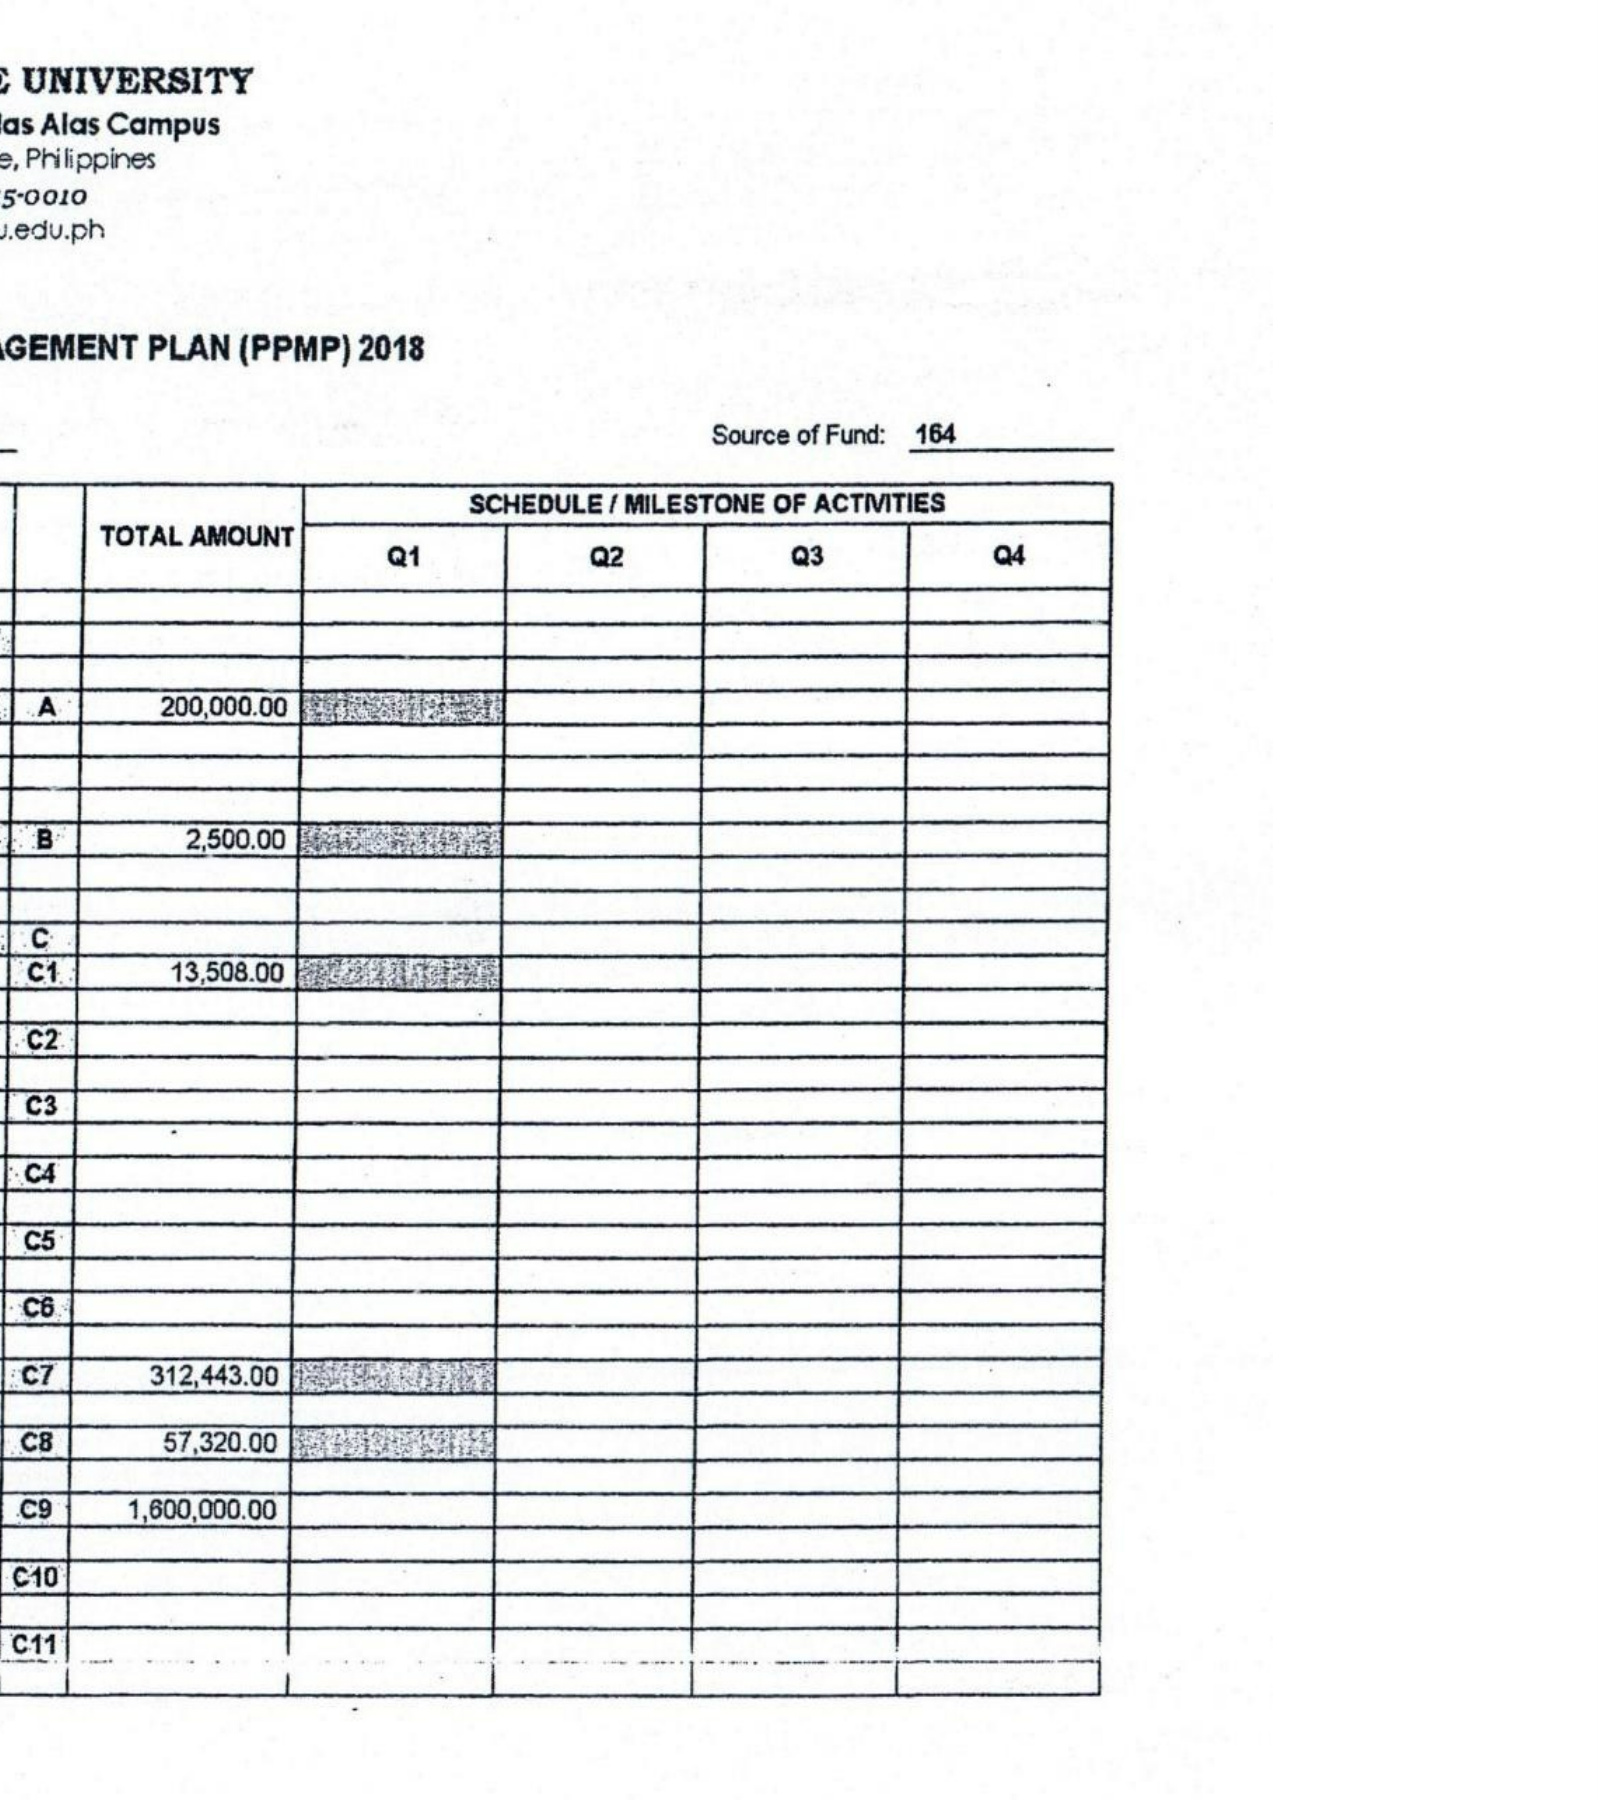 E UNIVERSITY
las Alas Campus
e, Philippines
5-0010
u.edu.ph
AGEMENT PLAN (PPMP) 2018
Source of Fund: 164
TOTAL AMOUNT
SCHEDULE / MILESTONE OF ACTIVITIES
Q1 Q2 Q3 Q4
A 200,000.00
B 2,500.00
C
C1 13,508.00
C2
C3
C4
C5
C6
C7 312,443.00
C8 57,320.00
C9 1,600,000.00
C10
C11